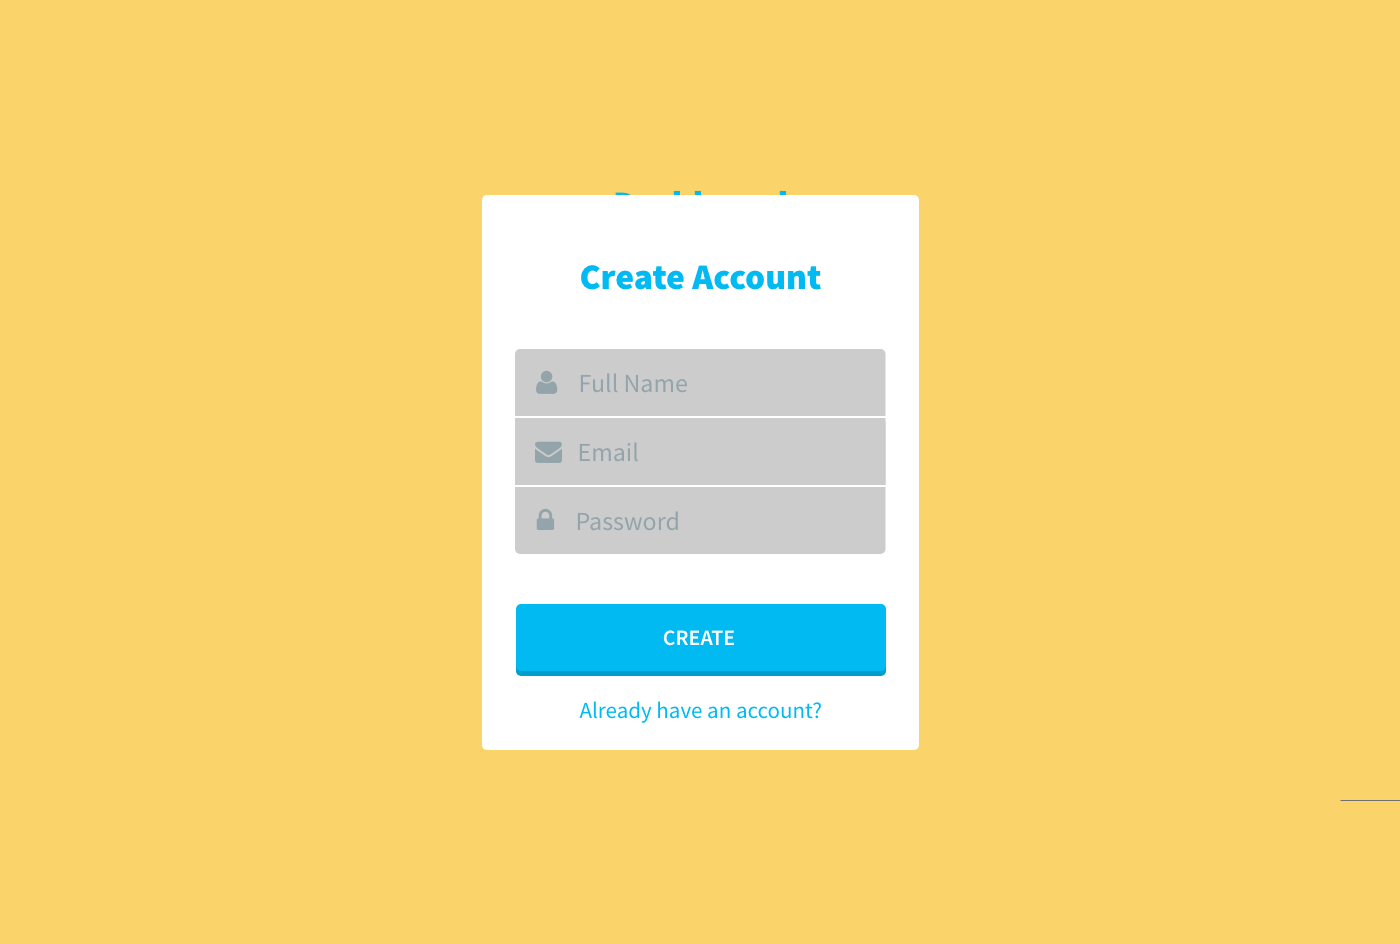 Create Account
Full Name
Email
Password
CREATE
Already have an account?